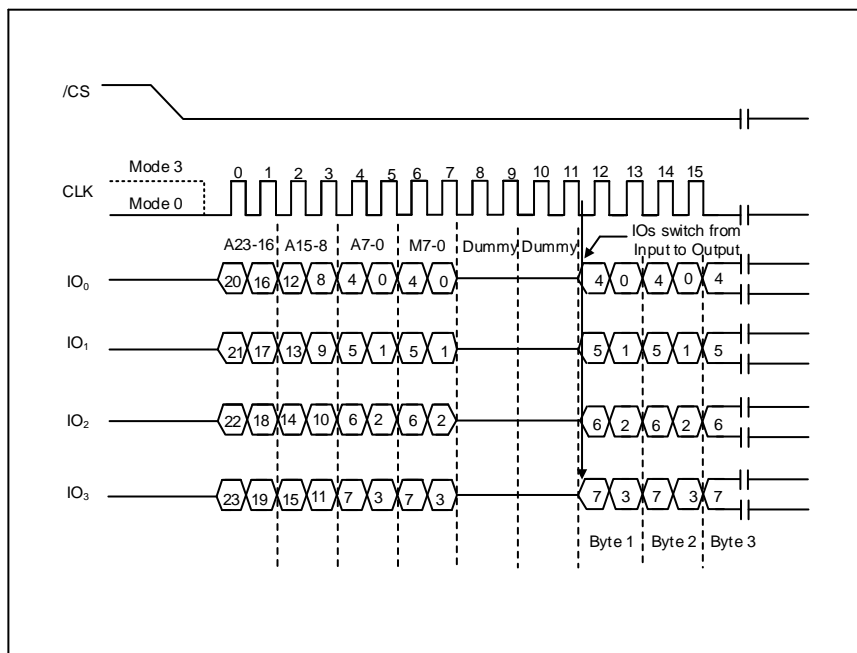 /CS
Mode 3
CLK
Mode 0
0 1 2 3 4 5 6 7 8 9 10 11 12 13 14 15
IOs switch from
Input to Output
A23-16 A15-8 A7-0 M7-0 Dummy Dummy
IO₀ 20 16 12 8 4 0 4 0 4 0 4 0 4
IO₁ 21 17 13 9 5 1 5 1 5 1 5 1 5
IO₂ 22 18 14 10 6 2 6 2 6 2 6 2 6
IO₃ 23 19 15 11 7 3 7 3 7 3 7 3 7
Byte 1 Byte 2 Byte 3